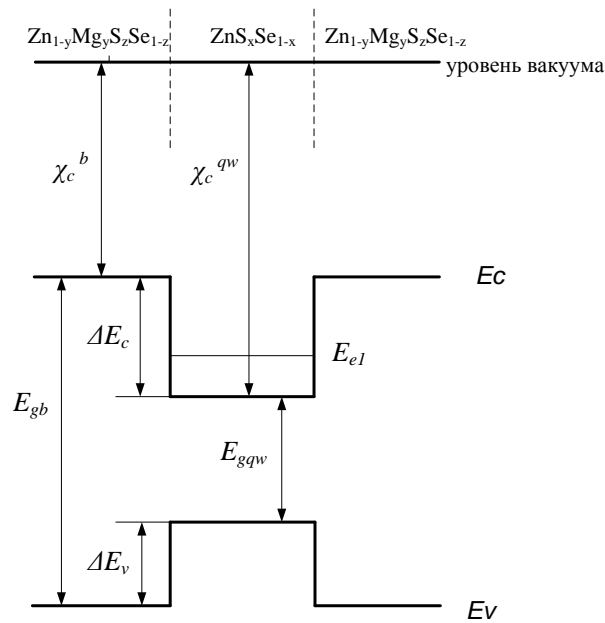 Zn₁₋yMgySzSe₁₋z ZnSₓSe₁₋ₓ Zn₁₋yMgySzSe₁₋z
уровень вакуума
χc^b χc^qw
Ec
ΔEc
Ee1
Egb
Egqw
ΔEv
Ev